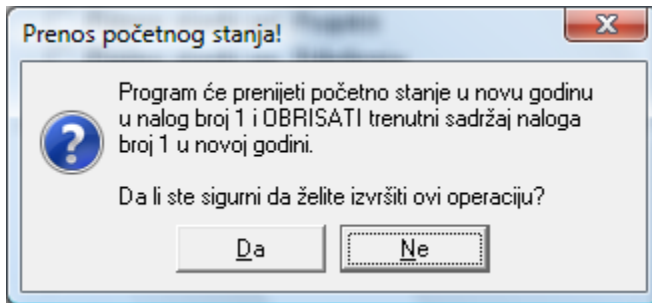 Prenos početnog stanja!
Program će prenijeti početno stanje u novu godinu
u nalog broj 1 i OBRISATI trenutni sadržaj naloga
broj 1 u novoj godini.
Da li ste sigurni da želite izvršiti ovi operaciju?
Da
Ne